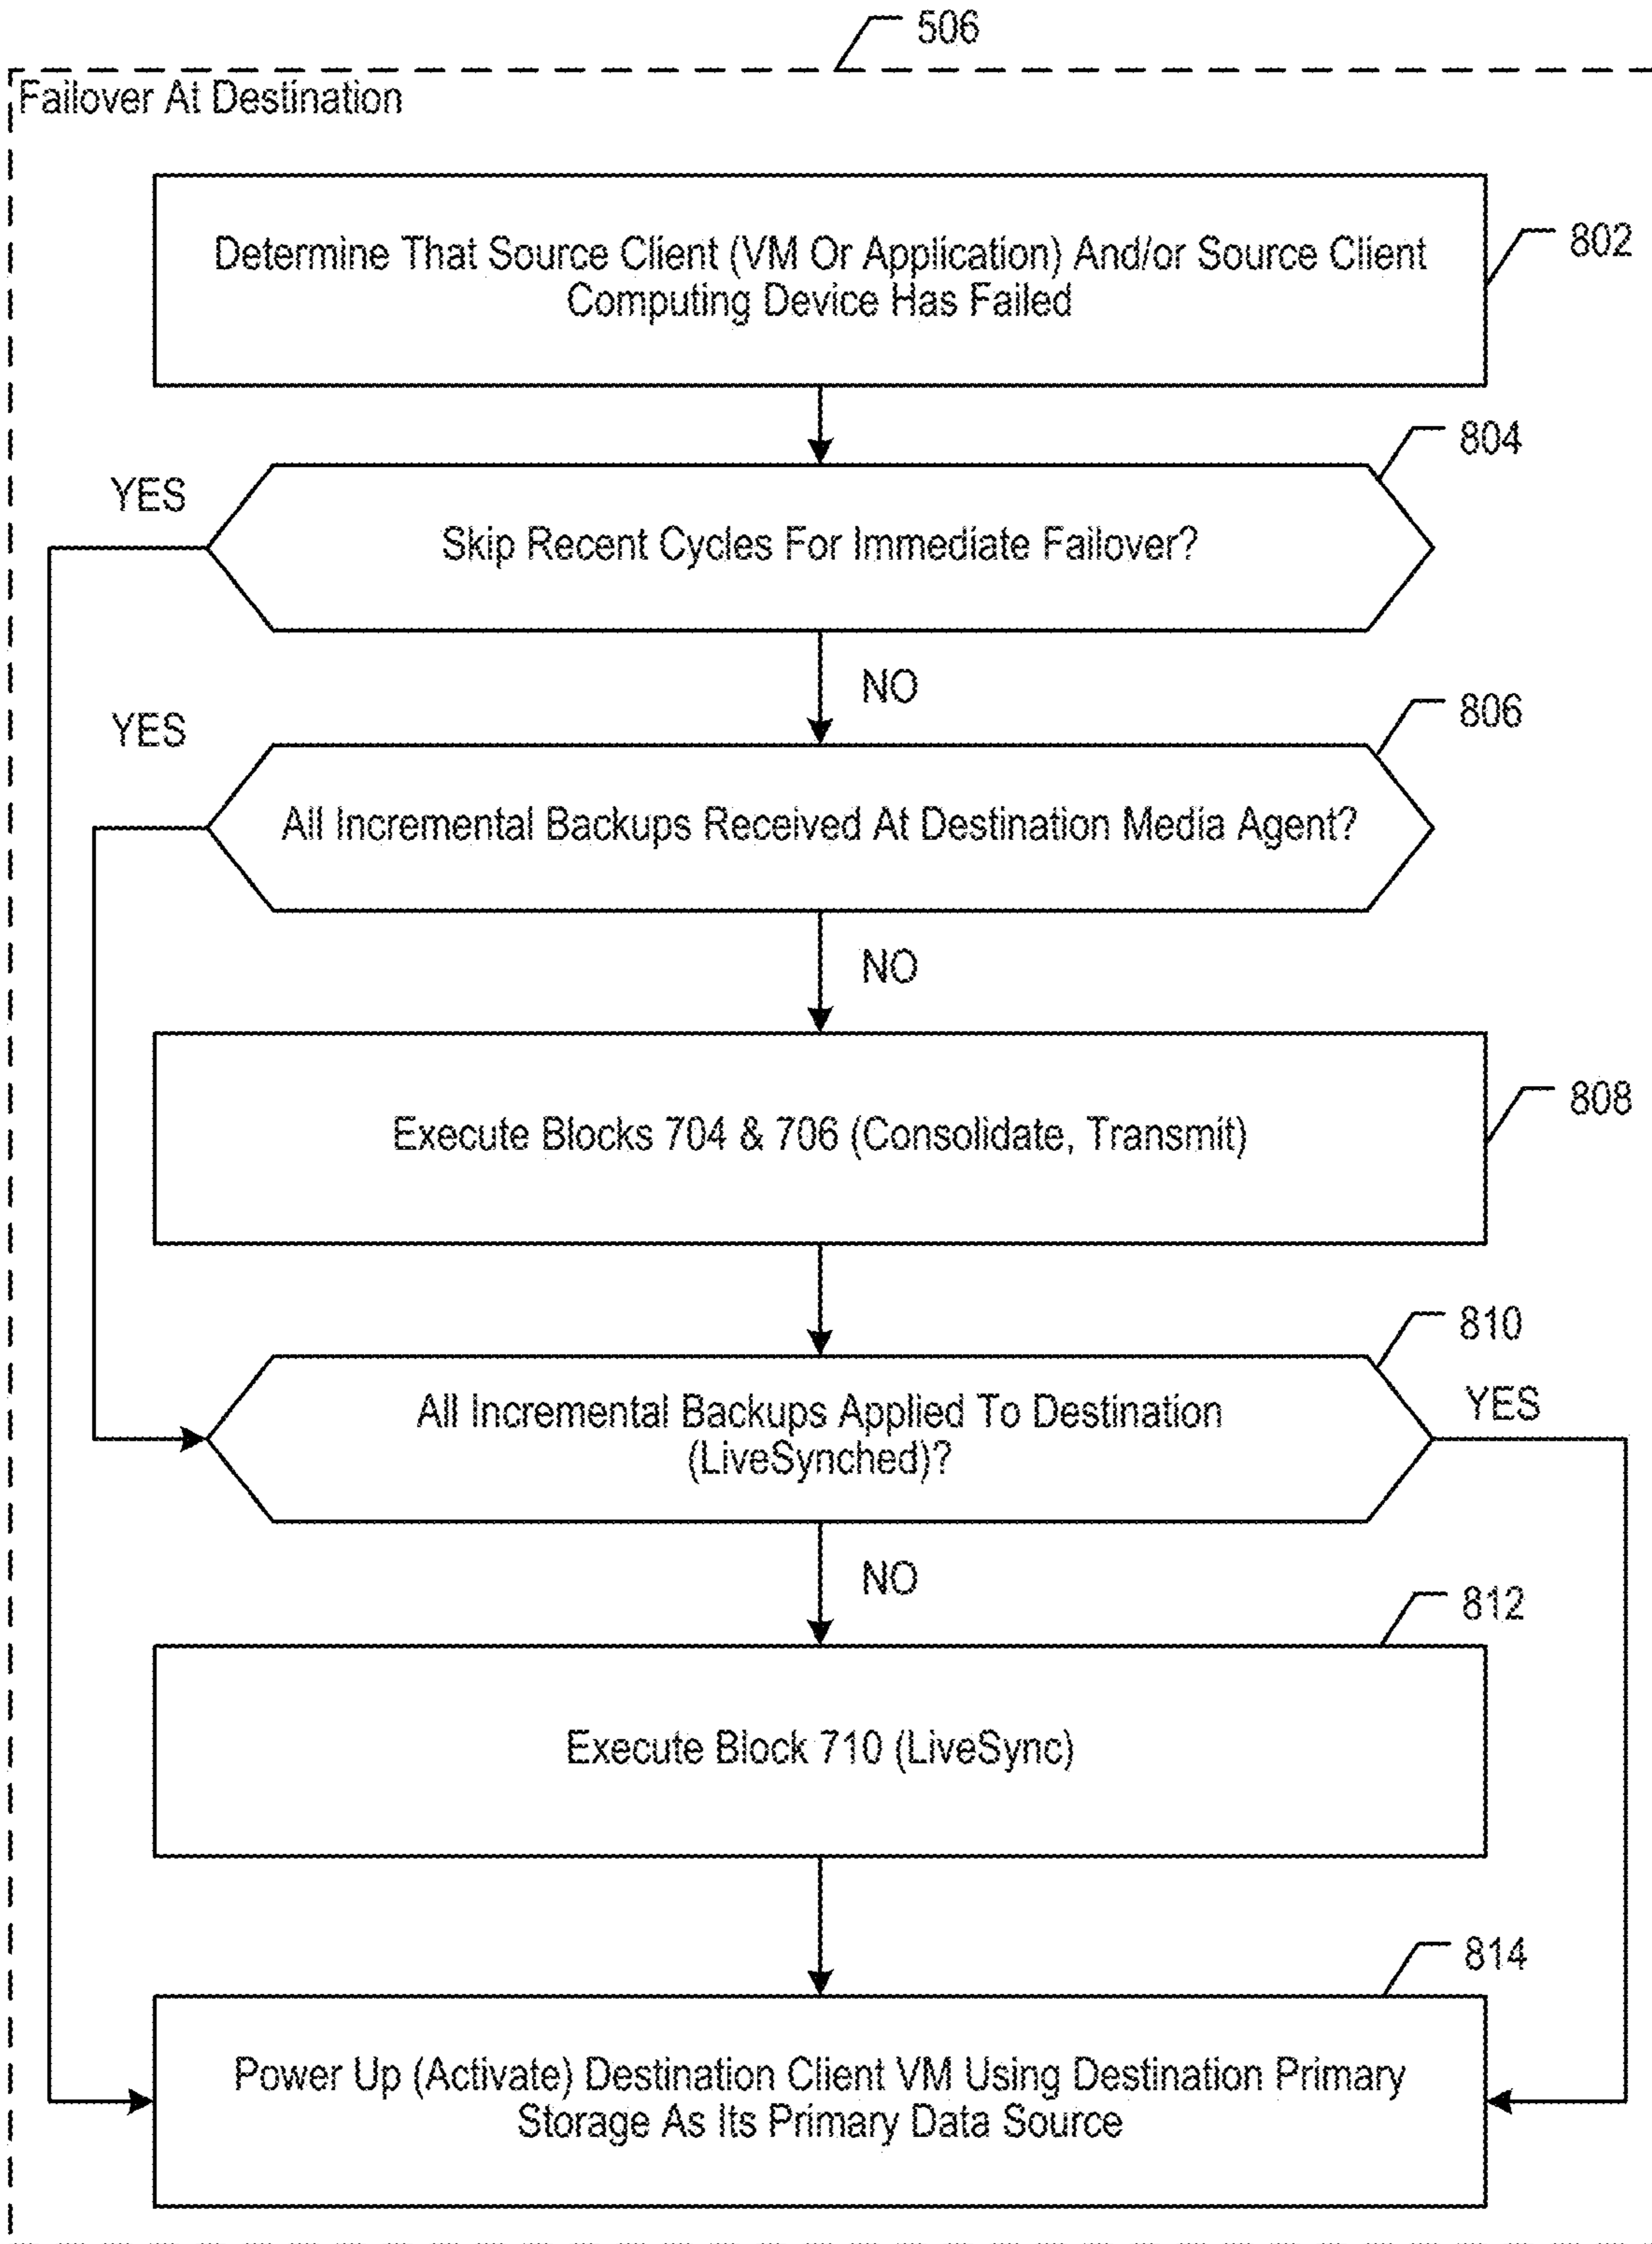 506
Failover At Destination
Determine That Source Client (VM Or Application) And/or Source Client
Computing Device Has Failed
802
804
YES
Skip Recent Cycles For Immediate Failover?
NO
806
YES
All Incremental Backups Received At Destination Media Agent?
NO
808
Execute Blocks 704 & 706 (Consolidate, Transmit)
810
All Incremental Backups Applied To Destination
(LiveSynched)?
YES
NO
812
Execute Block 710 (LiveSync)
814
Power Up (Activate) Destination Client VM Using Destination Primary
Storage As Its Primary Data Source